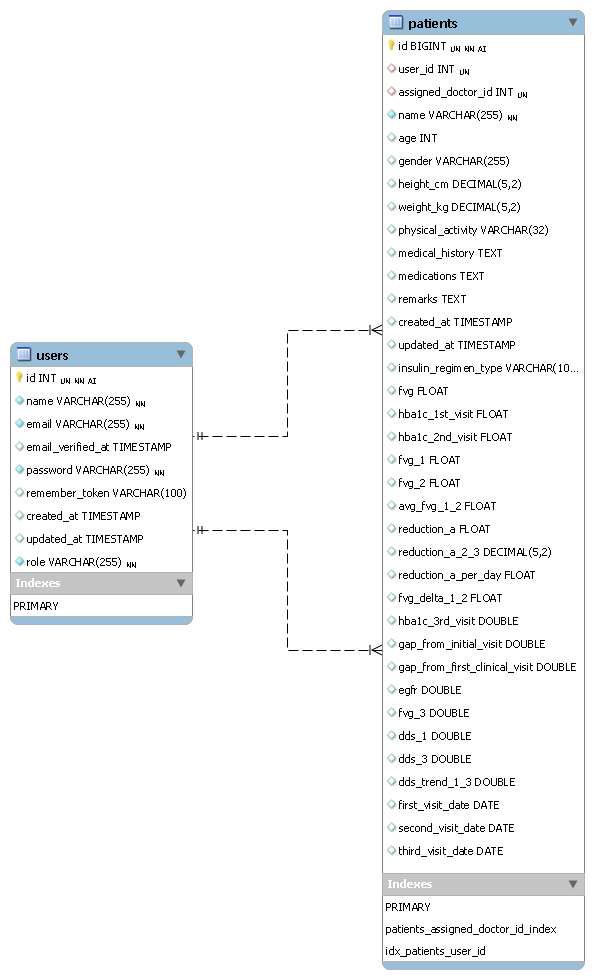 patients
id BIGINT UN NN AI
user_id INT UN
assigned_doctor_id INT UN
name VARCHAR(255) NN
age INT
gender VARCHAR(255)
height_cm DECIMAL(5,2)
weight_kg DECIMAL(5,2)
physical_activity VARCHAR(32)
medical_history TEXT
medications TEXT
remarks TEXT
created_at TIMESTAMP
updated_at TIMESTAMP
insulin_regimen_type VARCHAR(10...
fvg FLOAT
hba1c_1st_visit FLOAT
hba1c_2nd_visit FLOAT
fvg_1 FLOAT
fvg_2 FLOAT
avg_fvg_1_2 FLOAT
reduction_a FLOAT
reduction_a_2_3 DECIMAL(5,2)
reduction_a_per_day FLOAT
fvg_delta_1_2 FLOAT
hba1c_3rd_visit DOUBLE
gap_from_initial_visit DOUBLE
gap_from_first_clinical_visit DOUBLE
egfr DOUBLE
fvg_3 DOUBLE
dds_1 DOUBLE
dds_3 DOUBLE
dds_trend_1_3 DOUBLE
first_visit_date DATE
second_visit_date DATE
third_visit_date DATE
Indexes
PRIMARY
patients_assigned_doctor_id_index
idx_patients_user_id
users
id INT UN NN AI
name VARCHAR(255) NN
email VARCHAR(255) NN
email_verified_at TIMESTAMP
password VARCHAR(255) NN
remember_token VARCHAR(100)
created_at TIMESTAMP
updated_at TIMESTAMP
role VARCHAR(255) NN
Indexes
PRIMARY